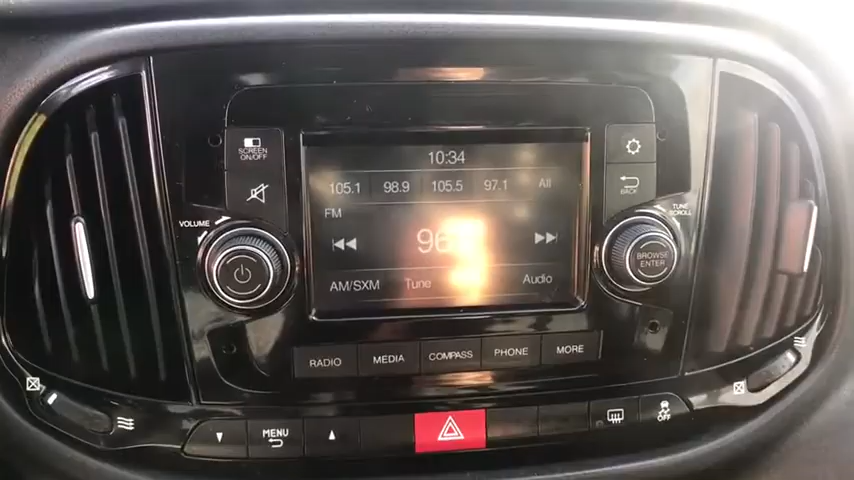 10:34
SCREEN
ON/OFF
105.1 98.9 105.5 97.1 All
BACK
FM
VOLUME
TUNE
SCROLL
BROWSE
ENTER
AM/SXM Tune Audio
RADIO MEDIA COMPASS PHONE MORE
MENU
OFF